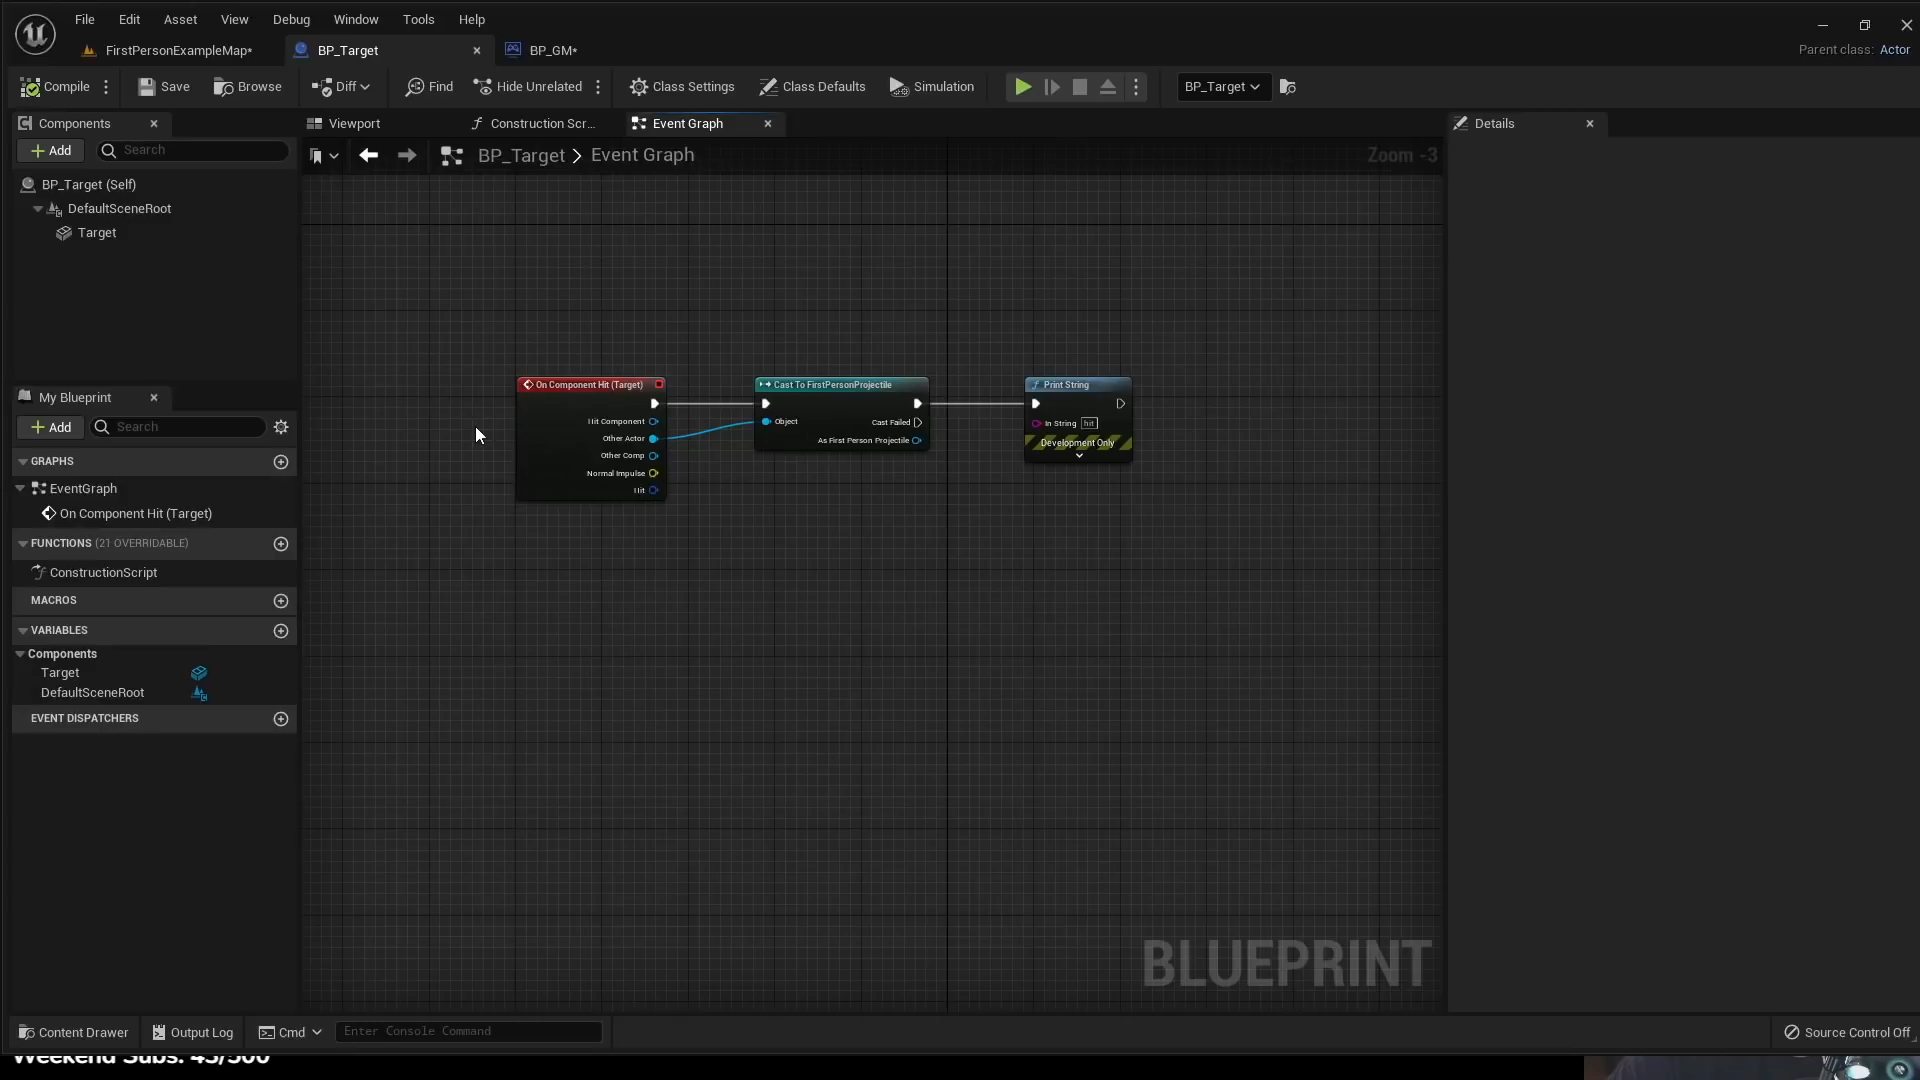 File Edit Asset View Debug Window Tools Help
FirstPersonExampleMap* BP_Target BP_GM* Parent class: Actor
Compile Save Browse Diff Find Hide Unrelated Class Settings Class Defaults Simulation BP_Target
Components
Add Search
BP_Target (Self)
DefaultSceneRoot
Target
My Blueprint
Add Search
GRAPHS
EventGraph
On Component Hit (Target)
FUNCTIONS (21 OVERRIDABLE)
ConstructionScript
MACROS
VARIABLES
Components
Target
DefaultSceneRoot
EVENT DISPATCHERS
Viewport Construction Scr... Event Graph
BP_Target > Event Graph Zoom -3
On Component Hit (Target)
Hit Component
Other Actor
Other Comp
Normal Impulse
Hit
Cast To FirstPersonProjectile
Object Cast Failed
As First Person Projectile
Print String
In String hit
Development Only
BLUEPRINT
Details
Content Drawer Output Log Cmd Enter Console Command Source Control Off
Weekend Subs: 43/500